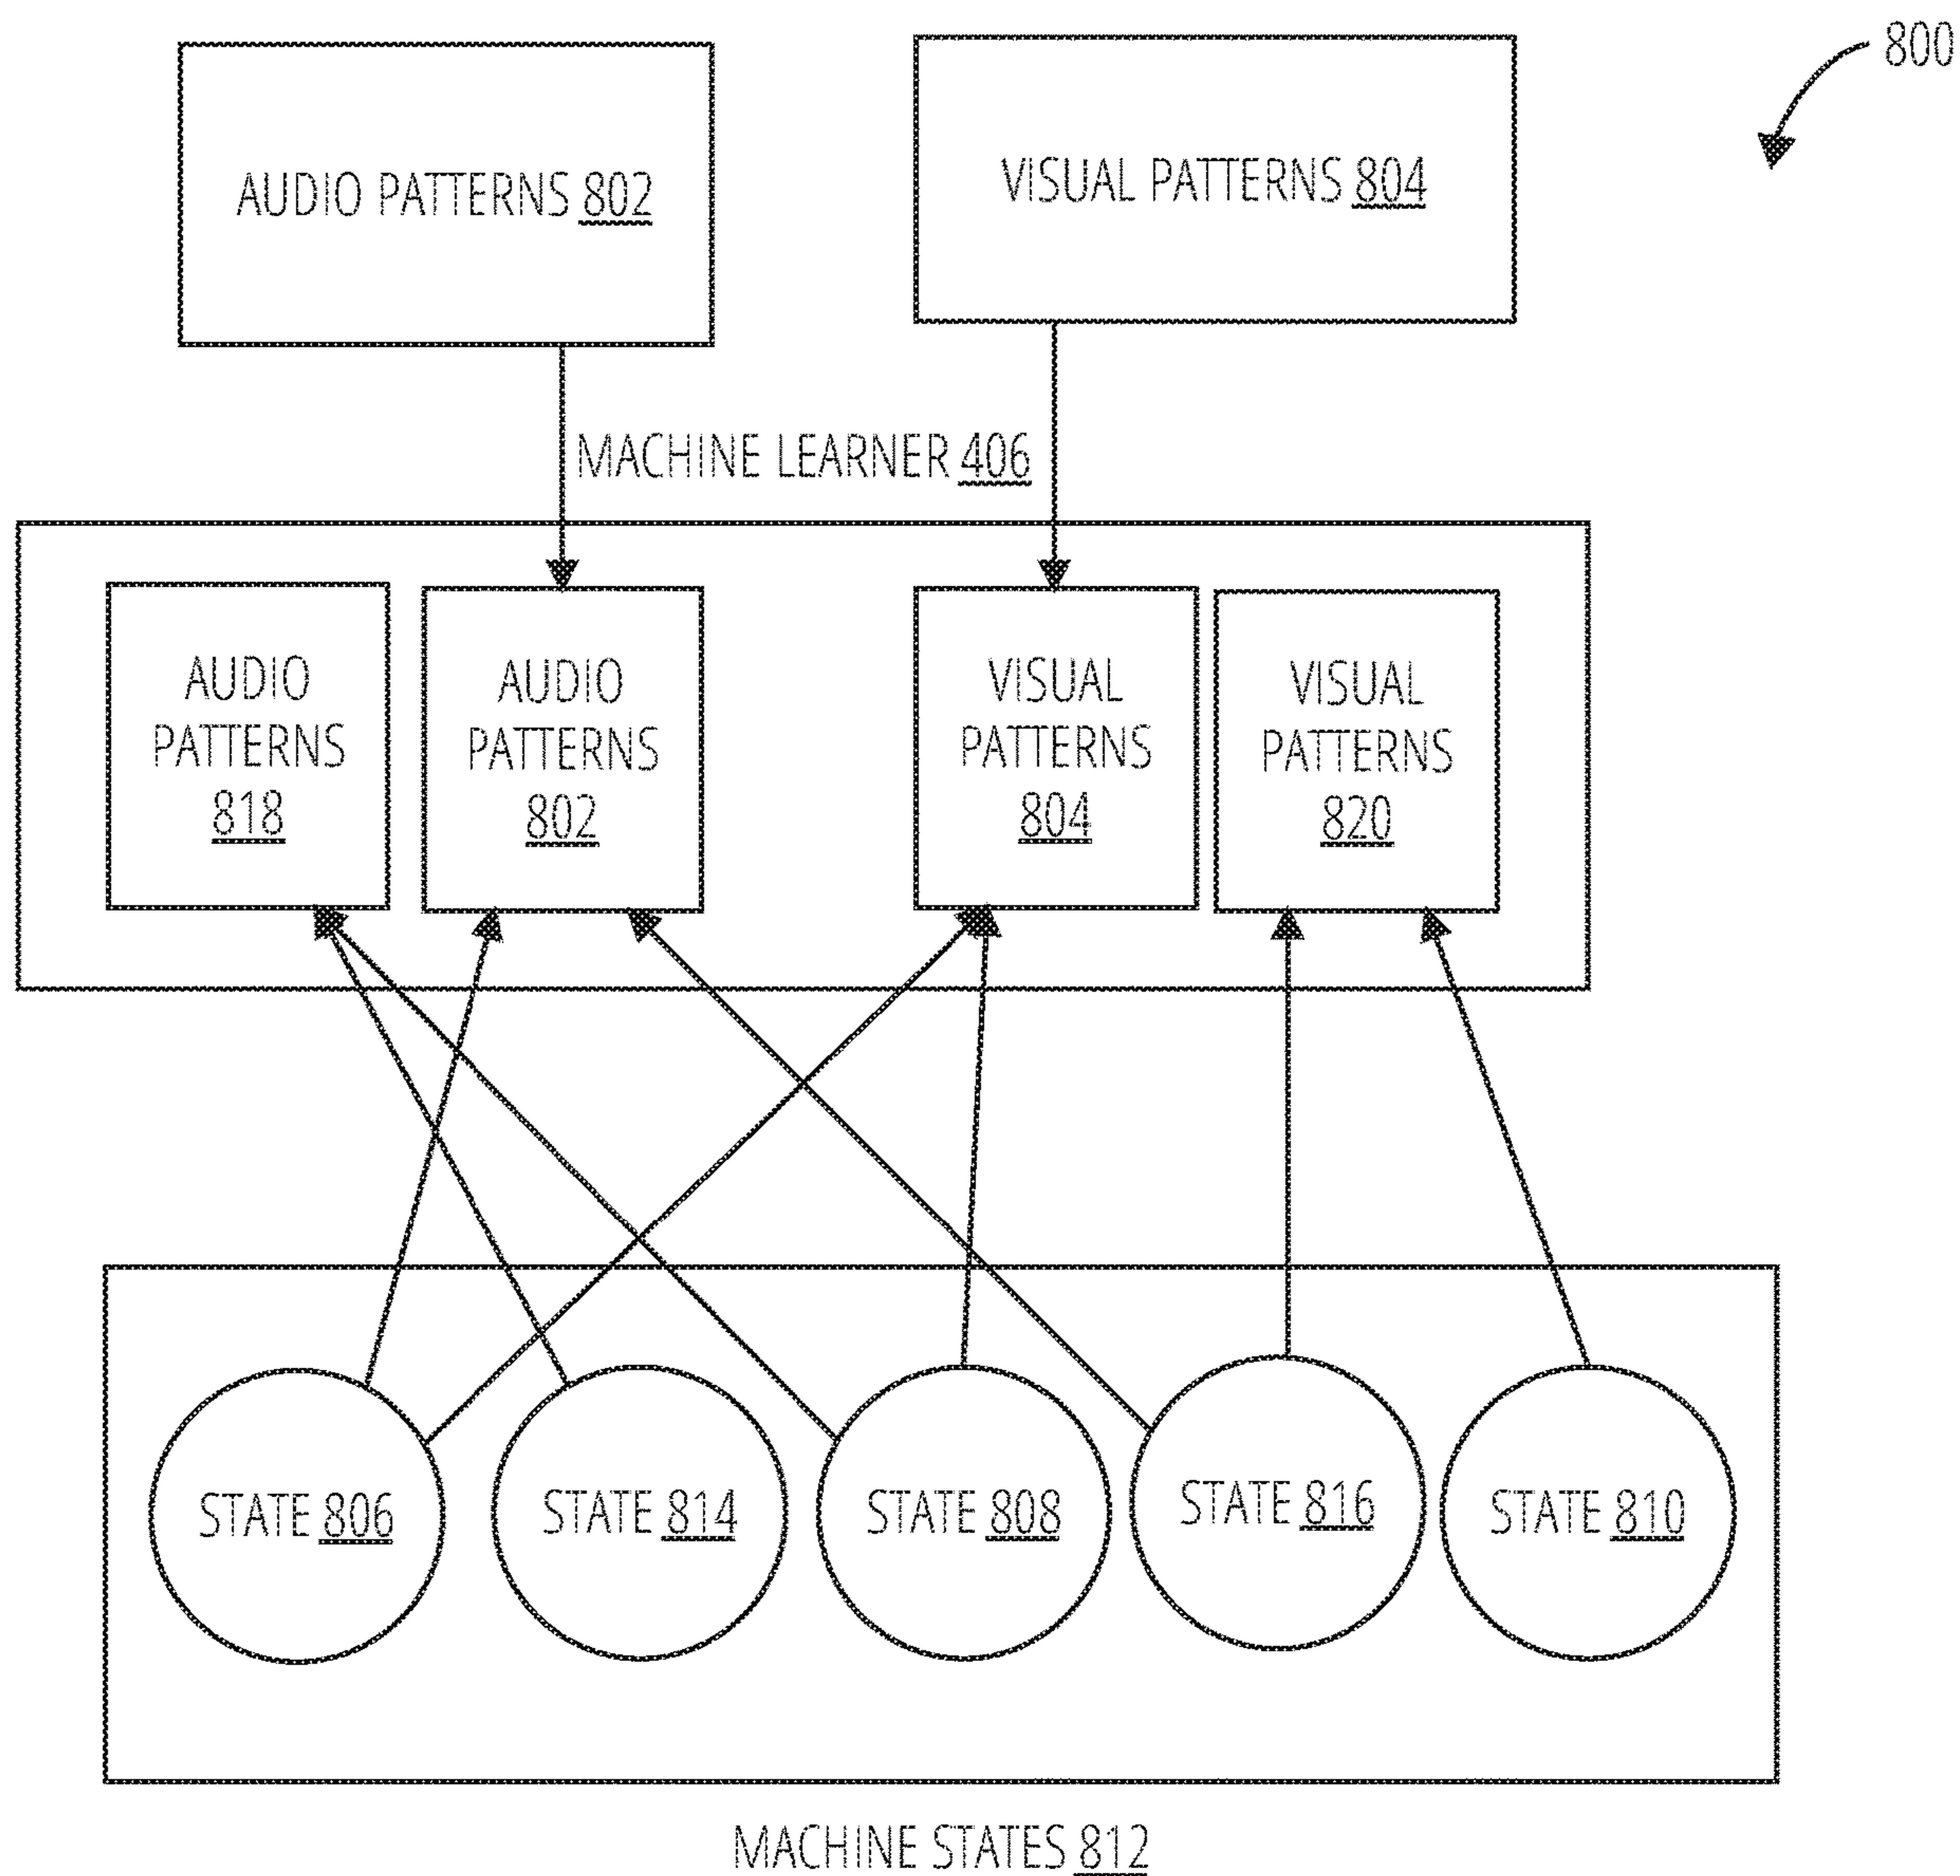 800
AUDIO PATTERNS 802
VISUAL PATTERNS 804
MACHINE LEARNER 406
AUDIO
PATTERNS
818
AUDIO
PATTERNS
802
VISUAL
PATTERNS
804
VISUAL
PATTERNS
820
STATE 806
STATE 814
STATE 808
STATE 816
STATE 810
MACHINE STATES 812